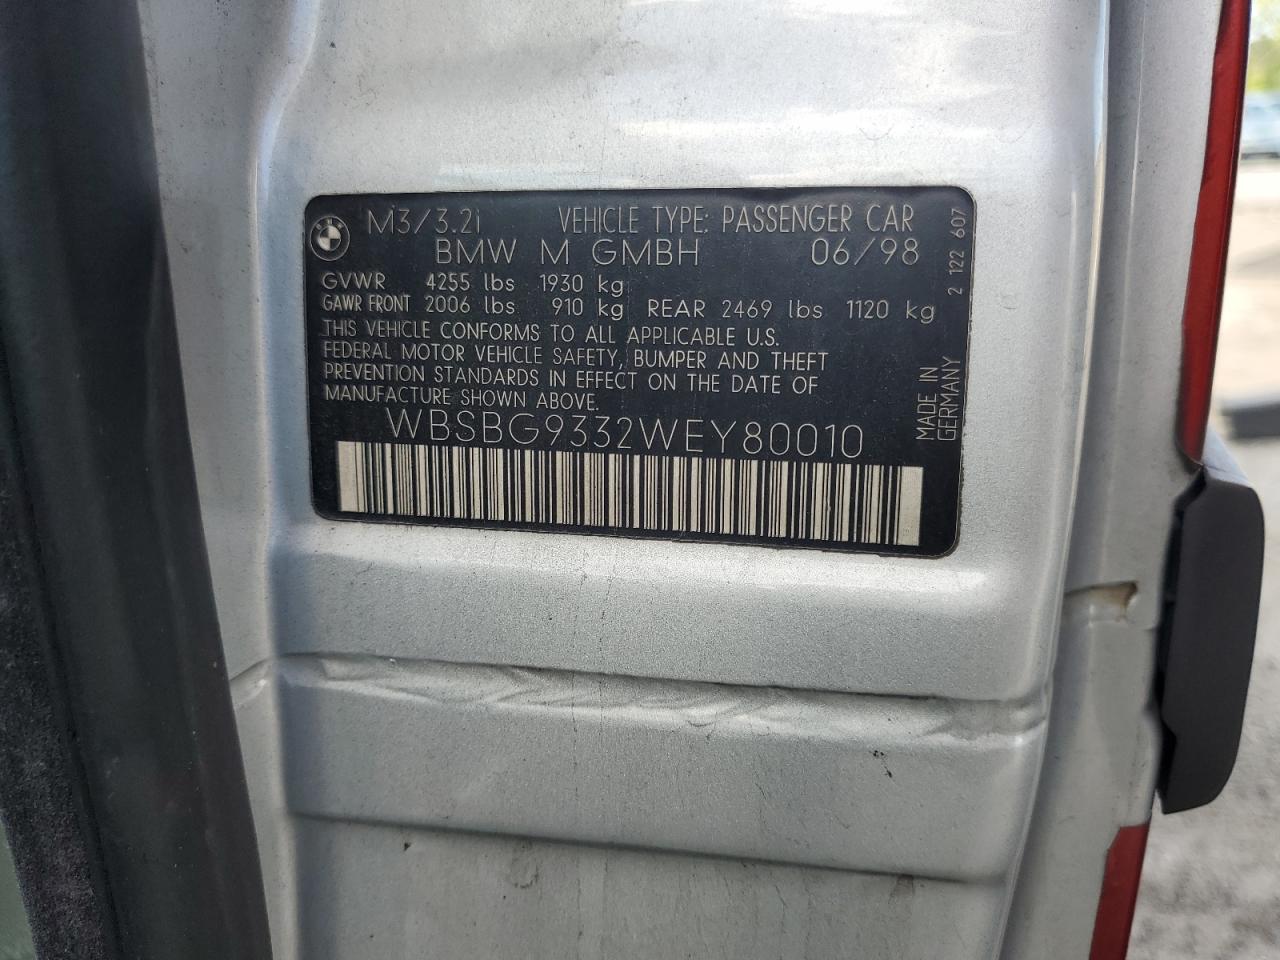 M3/3.2i VEHICLE TYPE: PASSENGER CAR
BMW M GMBH 06/98
GVWR 4255 lbs 1930 kg
GAWR FRONT 2006 lbs 910 kg REAR 2469 lbs 1120 kg
THIS VEHICLE CONFORMS TO ALL APPLICABLE U.S.
FEDERAL MOTOR VEHICLE SAFETY, BUMPER AND THEFT
PREVENTION STANDARDS IN EFFECT ON THE DATE OF
MANUFACTURE SHOWN ABOVE.
WBSBG9332WEY80010
2 122 607
MADE IN
GERMANY
BMW